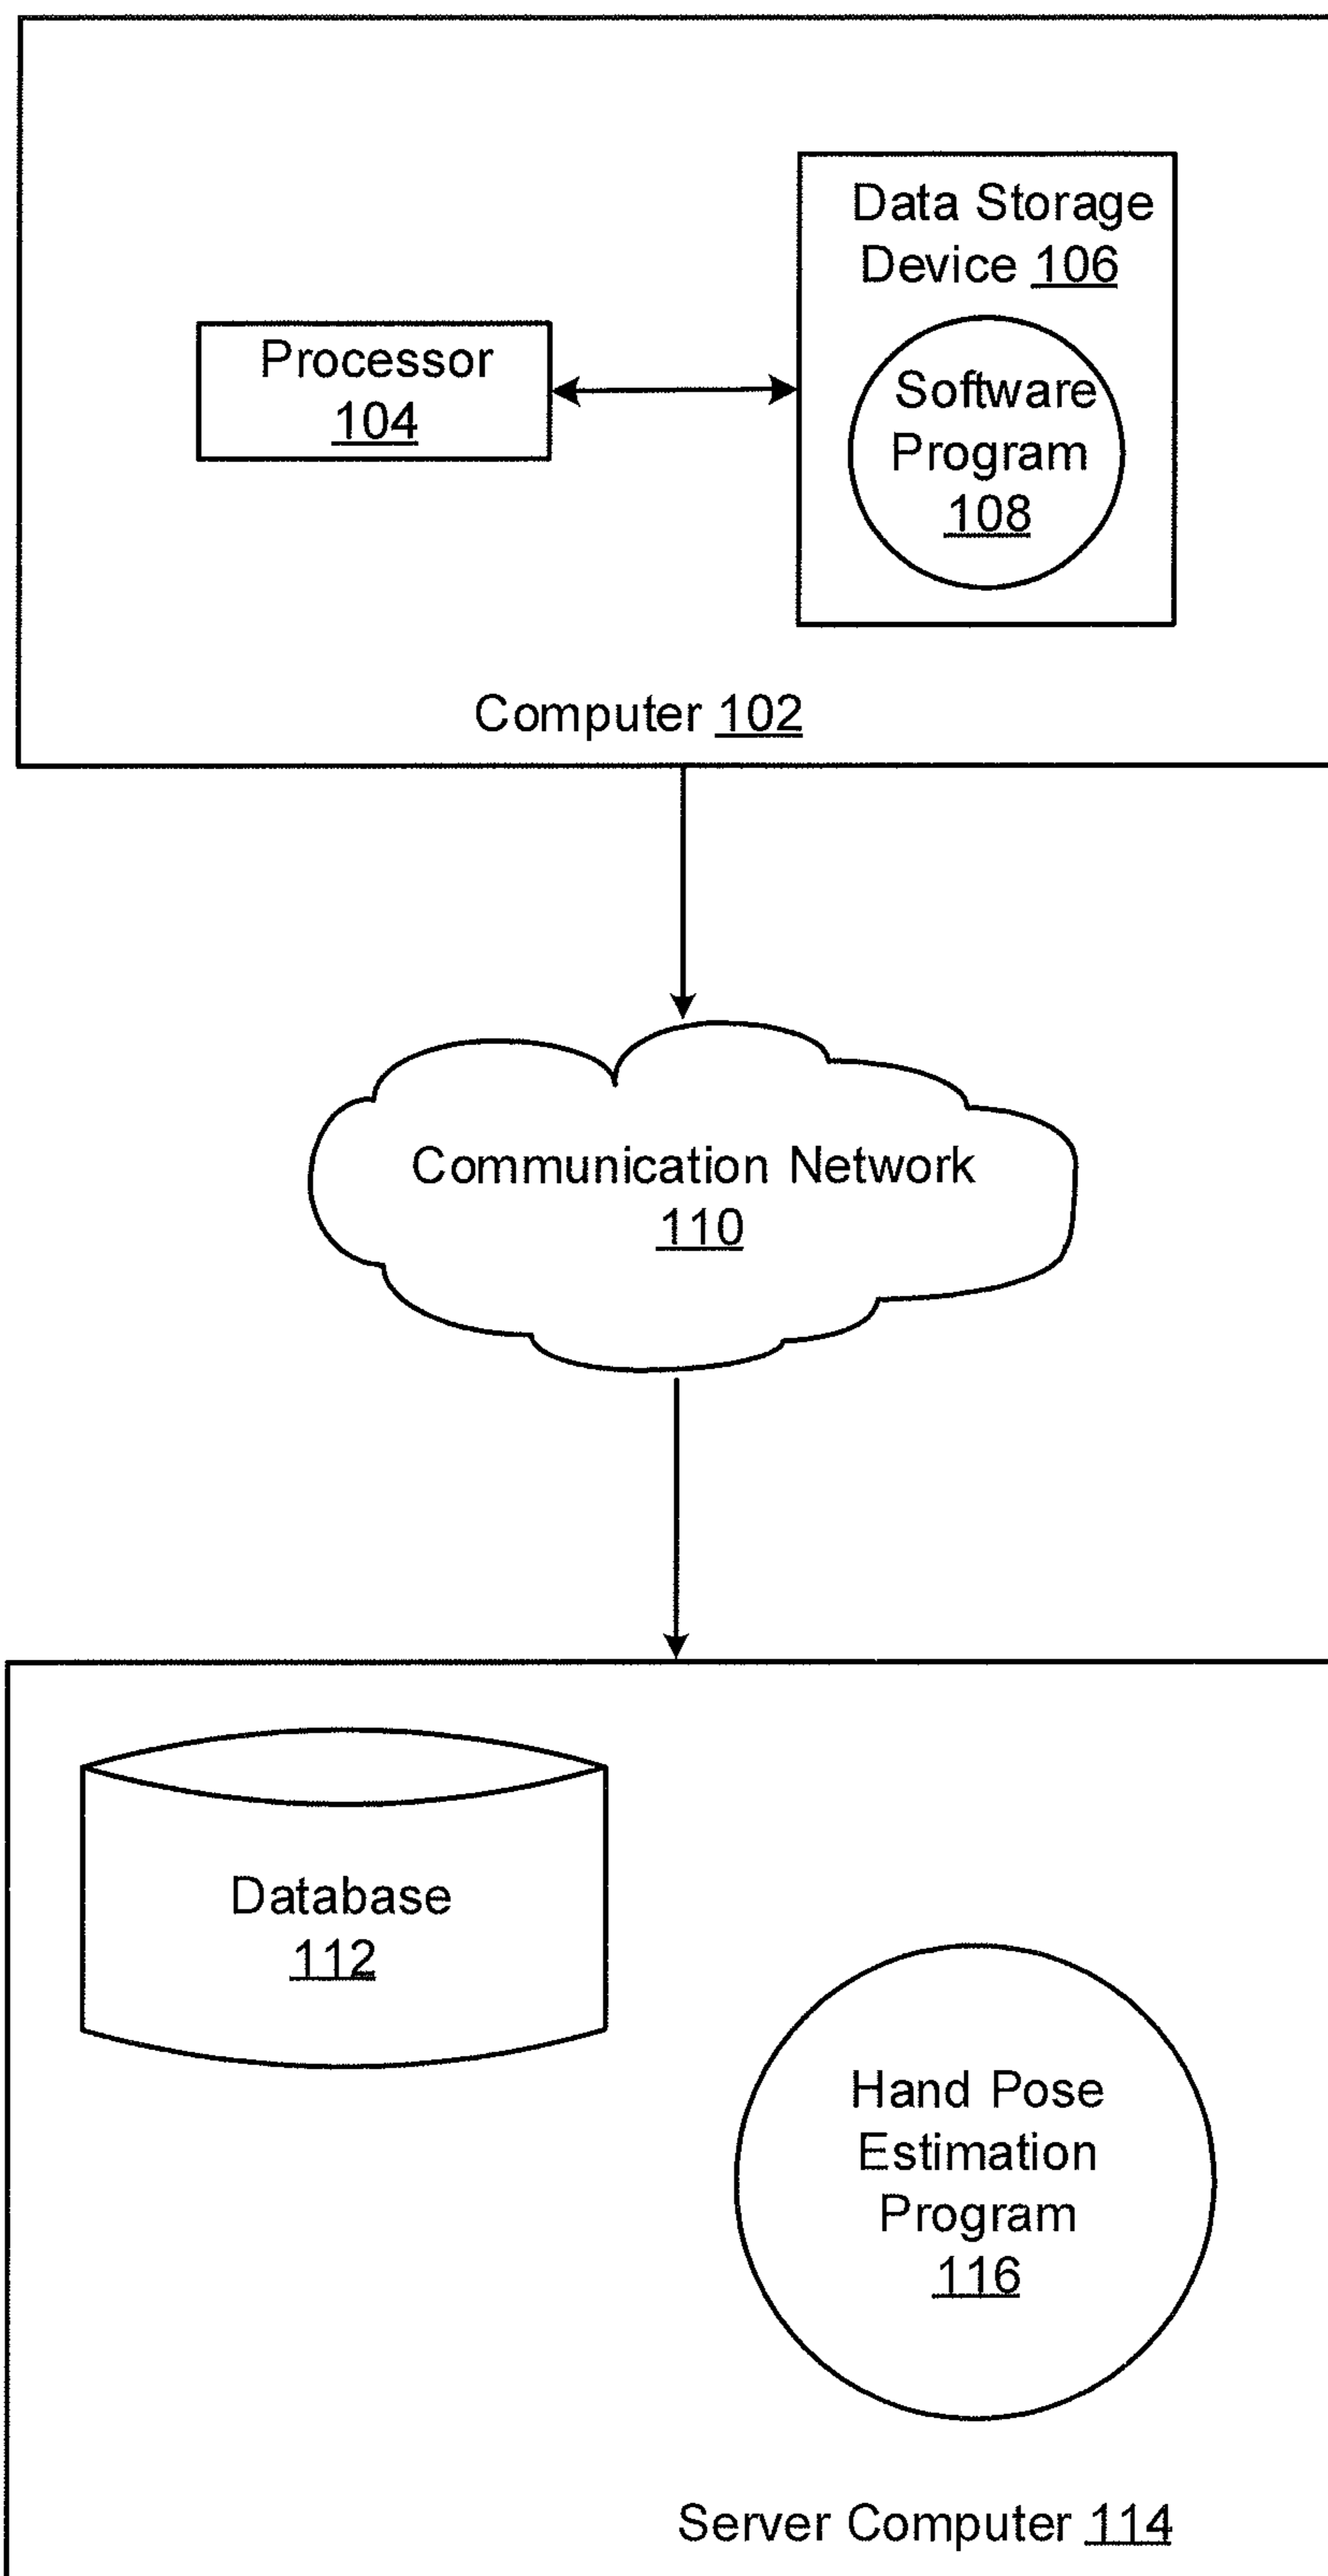 Data Storage
Device 106
Processor
104
Software
Program
108
Computer 102
Communication Network
110
Database
112
Hand Pose
Estimation
Program
116
Server Computer 114